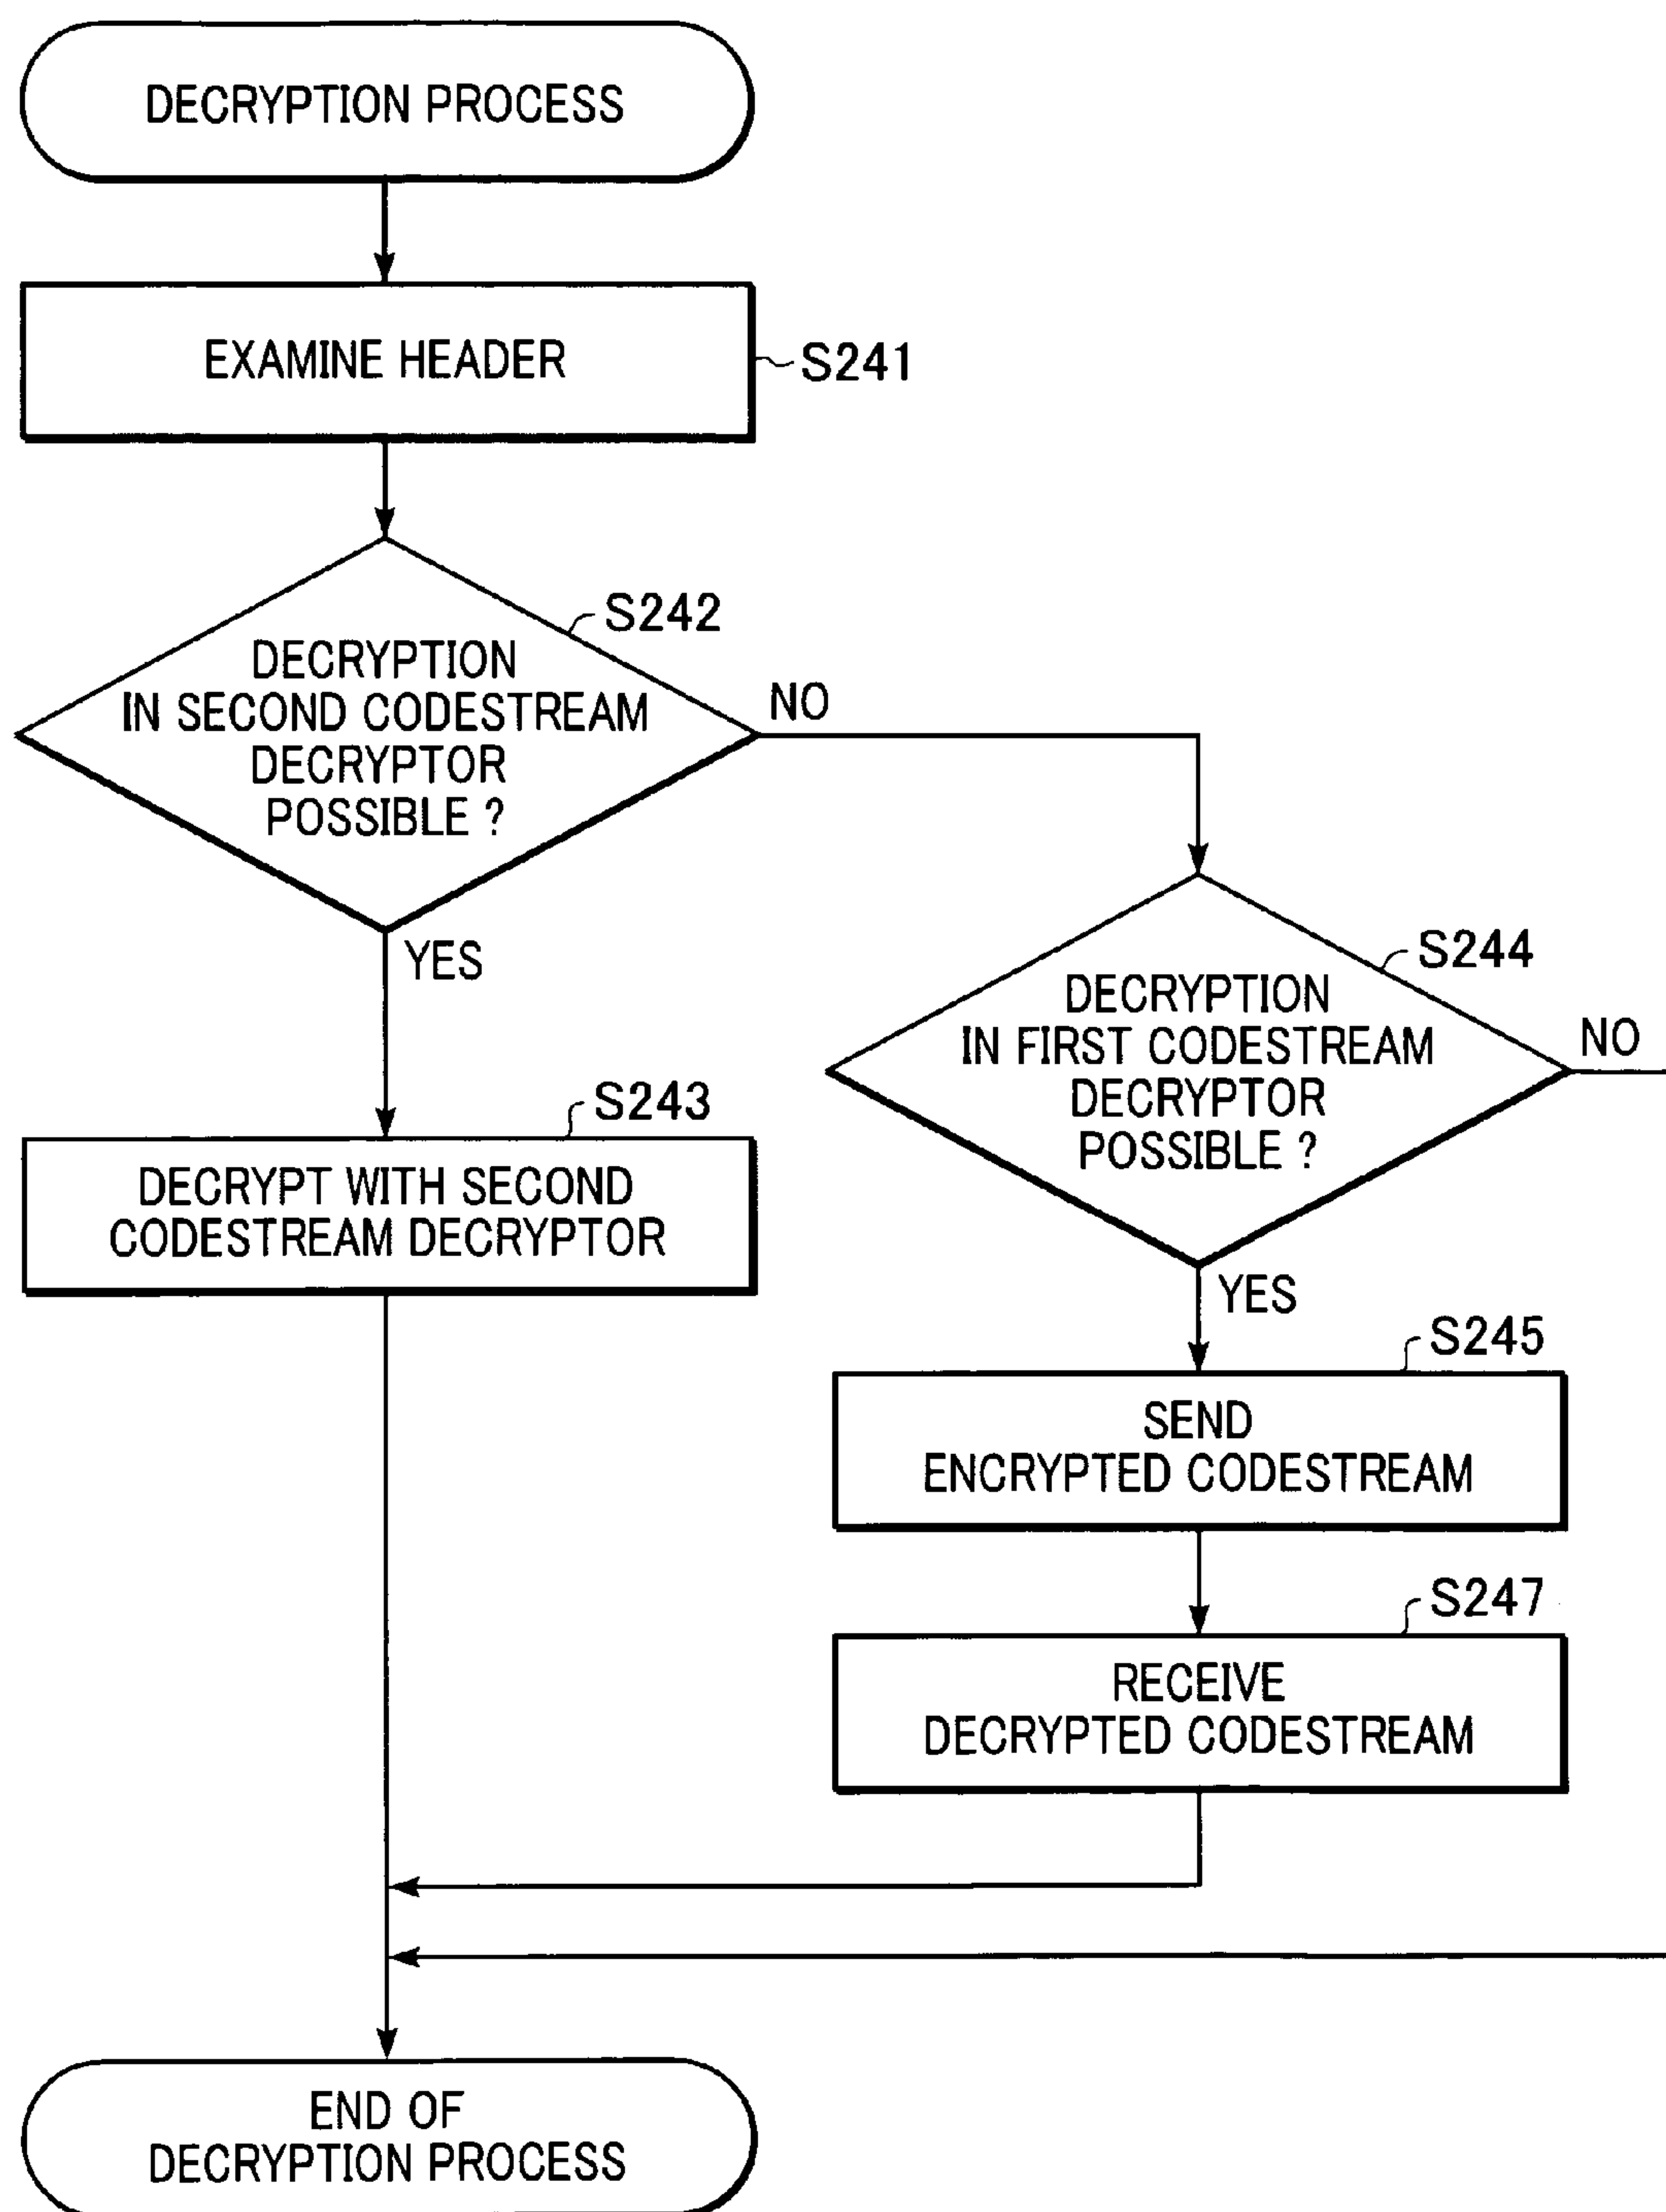 DECRYPTION PROCESS
EXAMINE HEADER
S241
S242
DECRYPTION
IN SECOND CODESTREAM
DECRYPTOR
POSSIBLE ?
NO
YES
S243
DECRYPT WITH SECOND
CODESTREAM DECRYPTOR
S244
DECRYPTION
IN FIRST CODESTREAM
DECRYPTOR
POSSIBLE ?
NO
YES
S245
SEND
ENCRYPTED CODESTREAM
S247
RECEIVE
DECRYPTED CODESTREAM
END OF
DECRYPTION PROCESS